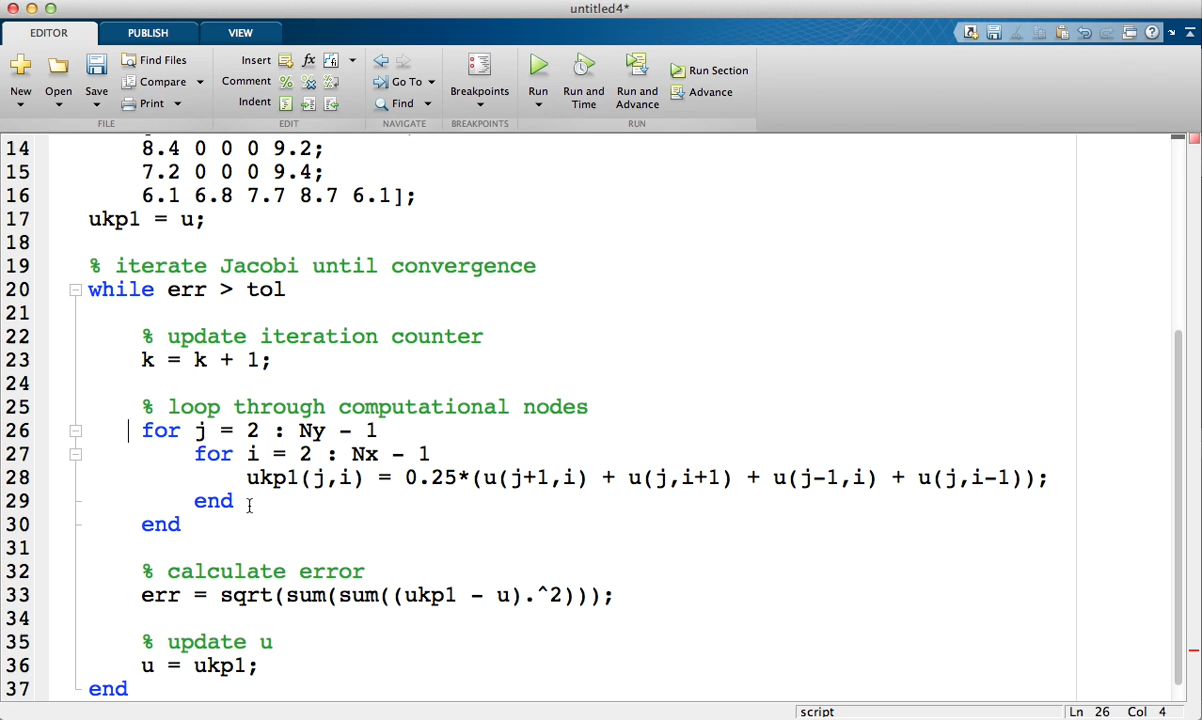 untitled4*
EDITOR PUBLISH VIEW
New Open Save Find Files Compare Print
Insert fx
Comment %
Indent
Go To Find
Breakpoints
Run Run and Time Run and Advance Run Section Advance
FILE EDIT NAVIGATE BREAKPOINTS RUN
14 8.4 0 0 0 9.2;
15 7.2 0 0 0 9.4;
16 6.1 6.8 7.7 8.7 6.1];
17 ukp1 = u;
18
19 % iterate Jacobi until convergence
20 while err > tol
21
22 % update iteration counter
23 k = k + 1;
24
25 % loop through computational nodes
26 for j = 2 : Ny - 1
27 for i = 2 : Nx - 1
28 ukp1(j,i) = 0.25*(u(j+1,i) + u(j,i+1) + u(j-1,i) + u(j,i-1));
29 end
30 end
31
32 % calculate error
33 err = sqrt(sum(sum((ukp1 - u).^2)));
34
35 % update u
36 u = ukp1;
37 end
script Ln 26 Col 4